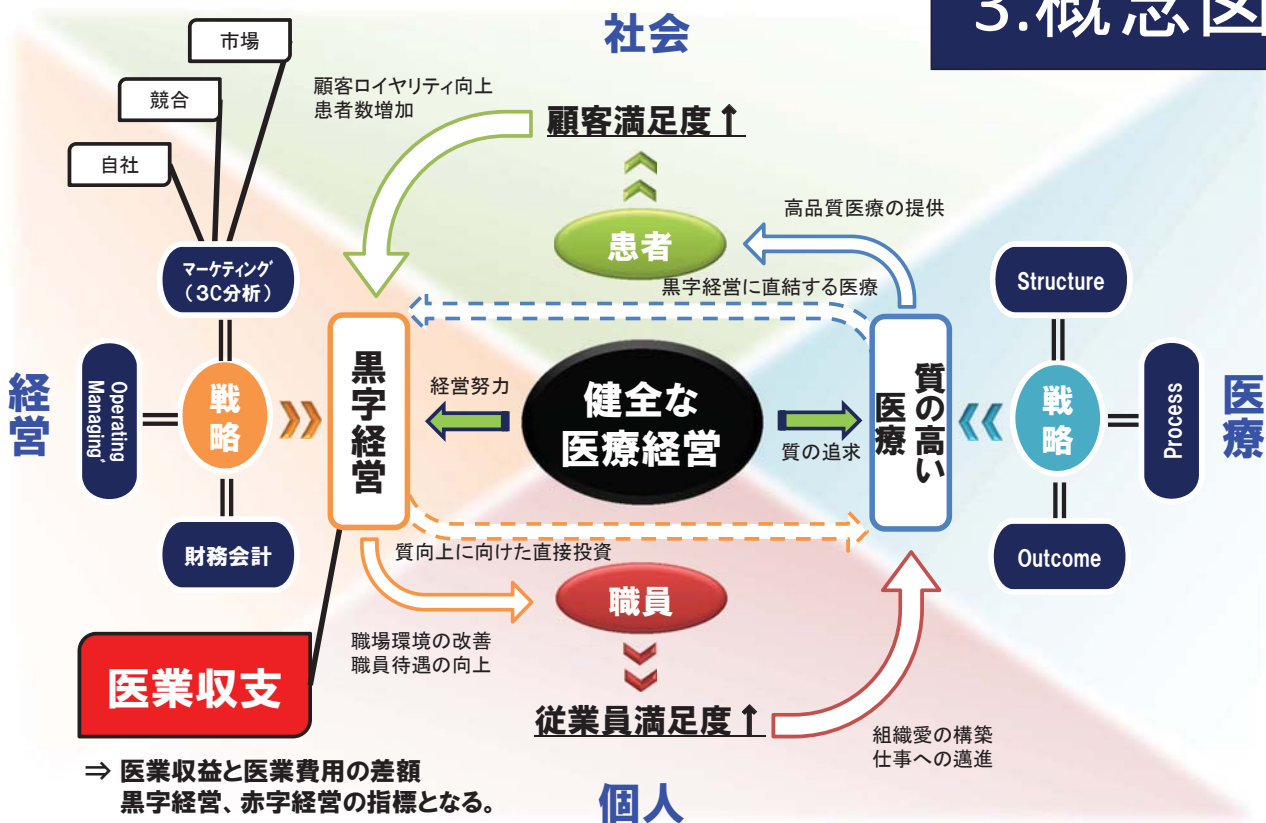 3.概念図
社会
市場
競合
自社
顧客ロイヤリティ向上
患者数増加
顧客満足度↑
患者
高品質医療の提供
黒字経営に直結する医療
マーケティング
(3C分析)
Structure
経営
Operating
Managing
戦略
黒字経営
経営努力
健全な
医療経営
質の追求
質の高い
医療
戦略
Process
医療
財務会計
Outcome
質向上に向けた直接投資
職員
職場環境の改善
職員待遇の向上
医業収支
従業員満足度↑
組織愛の構築
仕事への邁進
⇒ 医業収益と医業費用の差額
黒字経営、赤字経営の指標となる。
個人